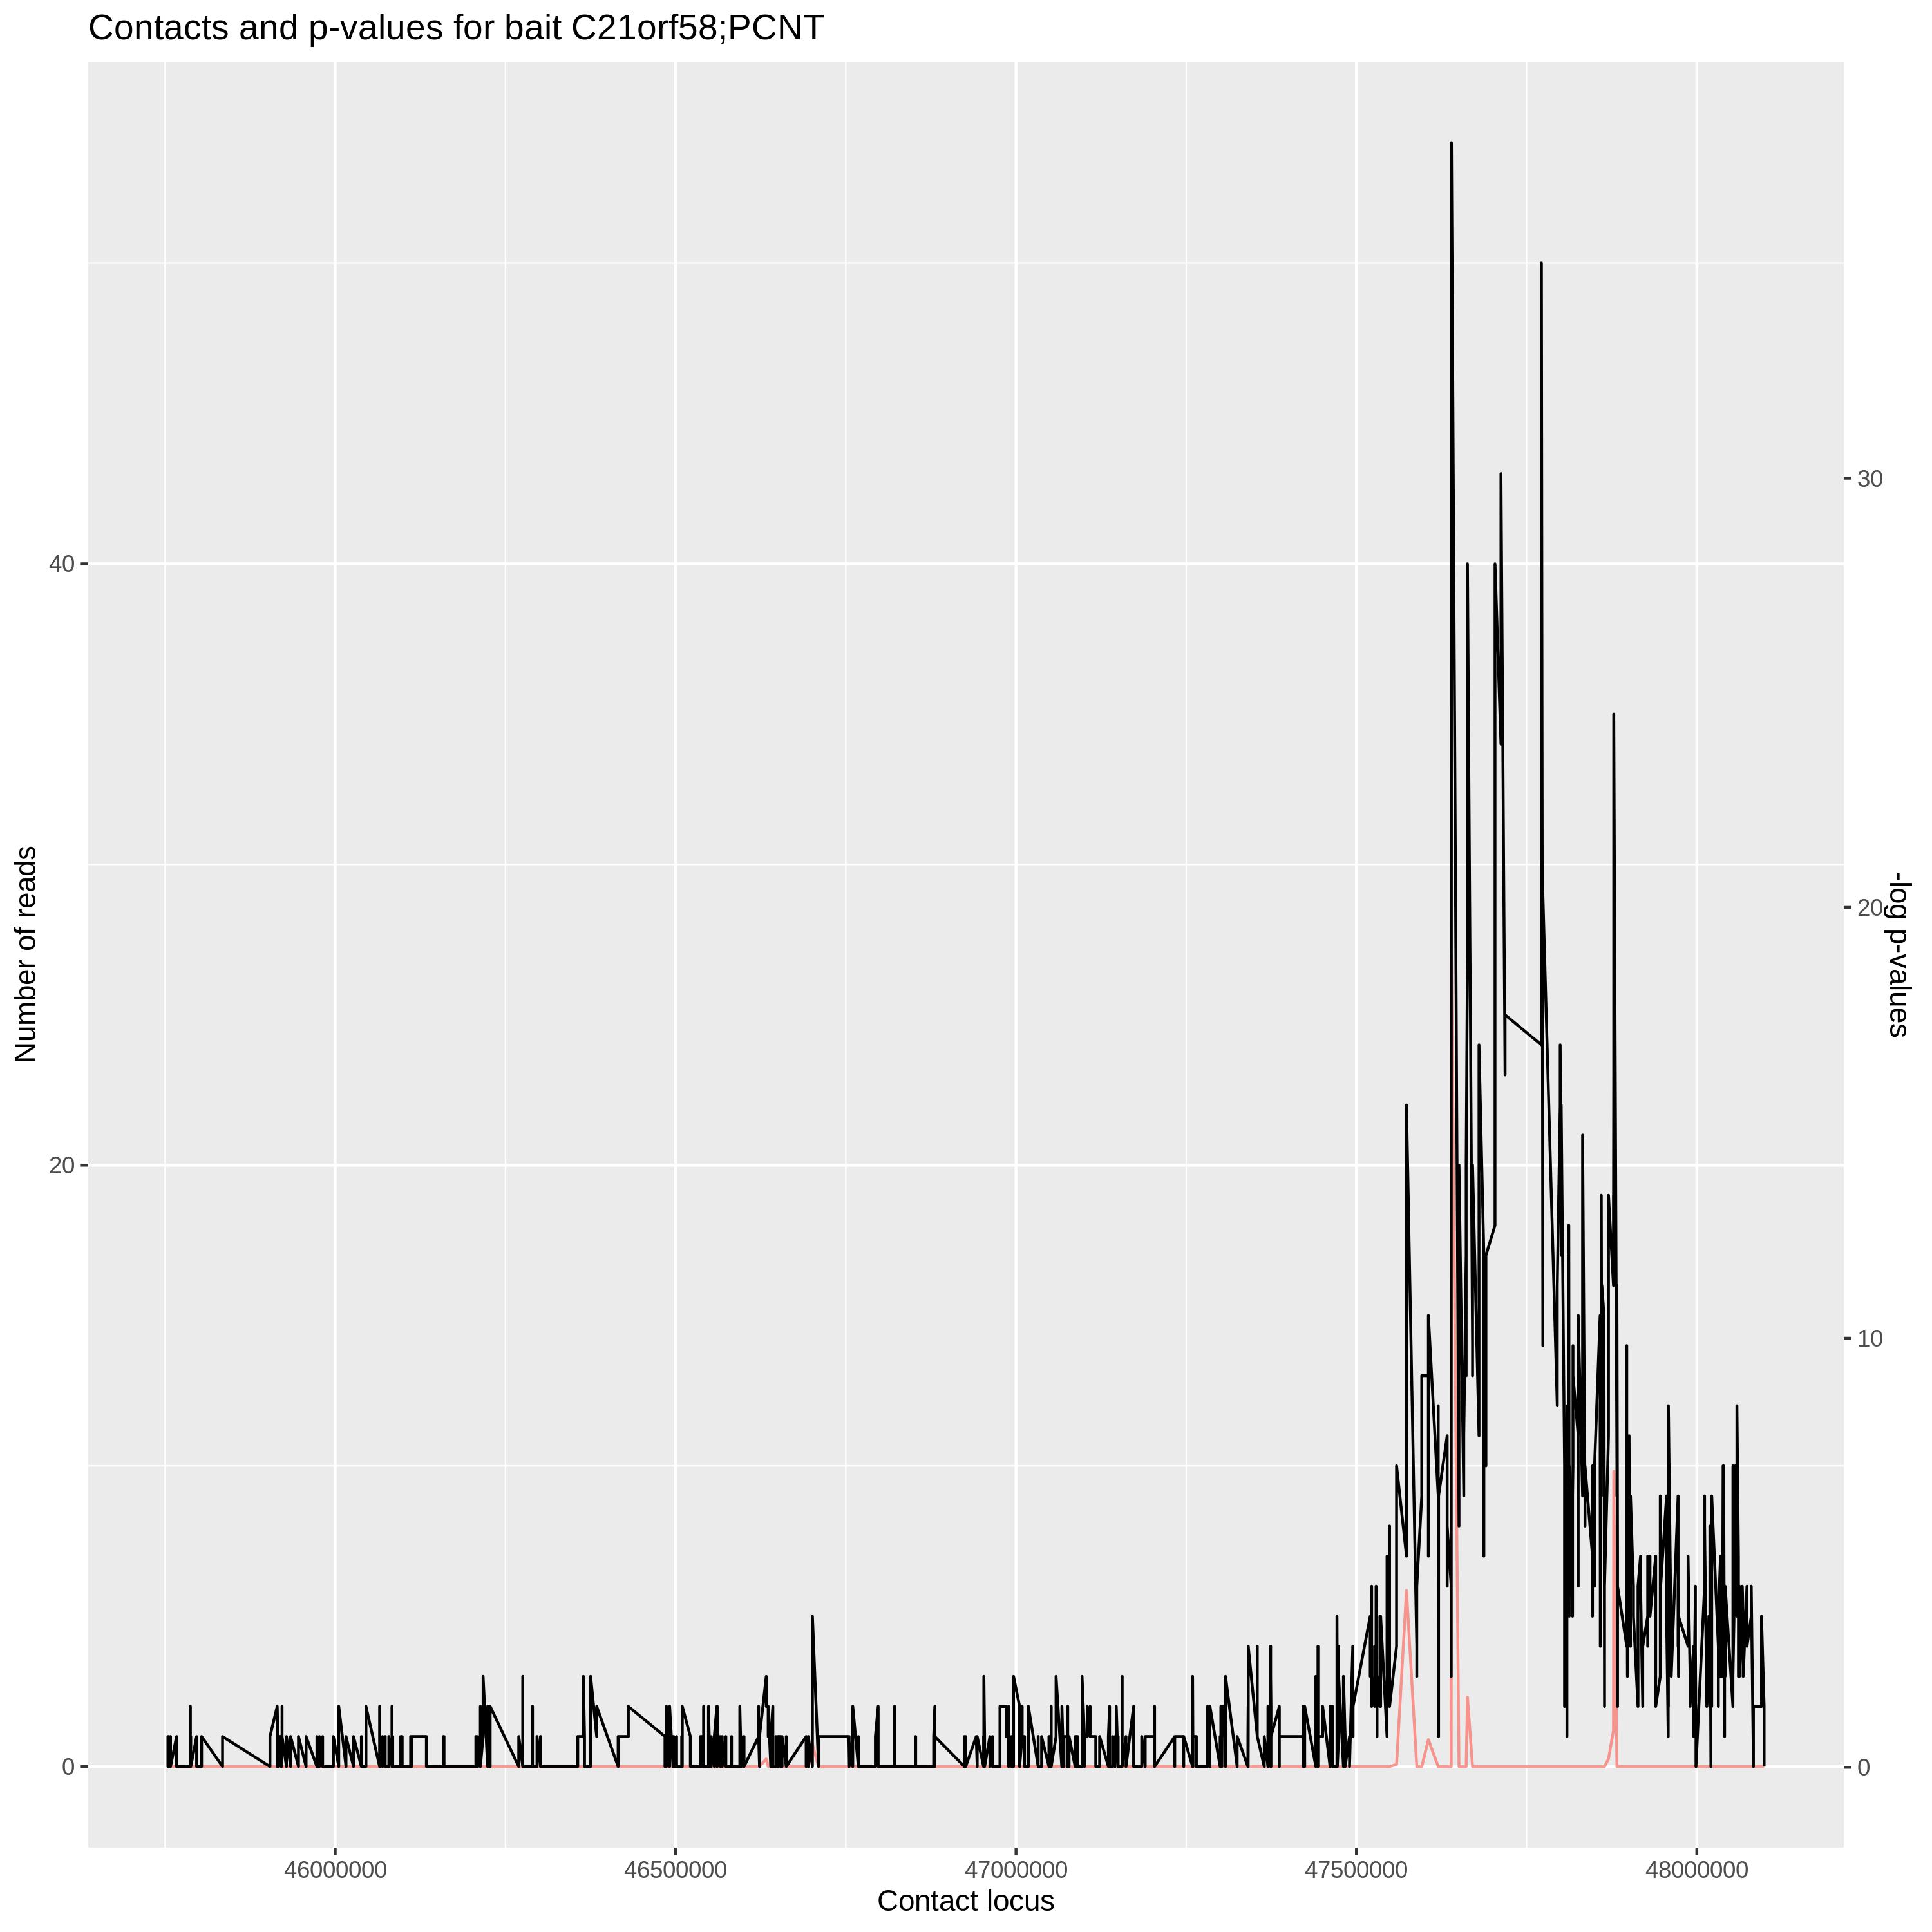 Contacts and p-values for bait C21orf58;PCNT
Number of reads
40
20
0
30
20
10
0
-log p-values
46000000 46500000 47000000 47500000 48000000
Contact locus